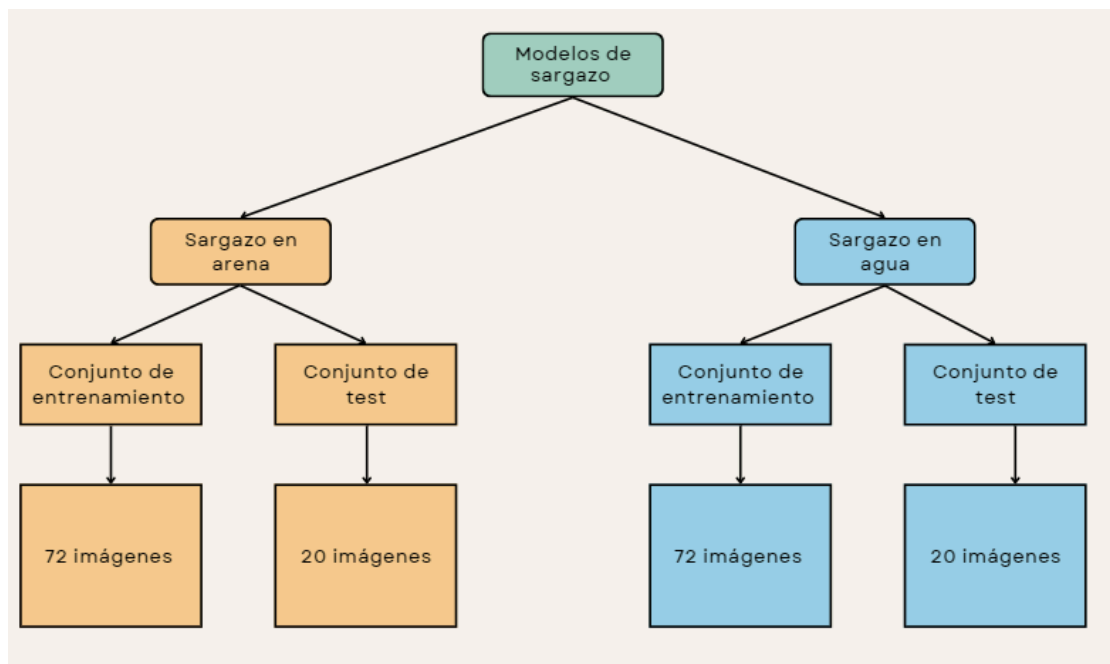 Modelos de
sargazo
Sargazo en
arena
Sargazo en
agua
Conjunto de
entrenamiento
Conjunto de
test
Conjunto de
entrenamiento
Conjunto de
test
72 imágenes
20 imágenes
72 imágenes
20 imágenes